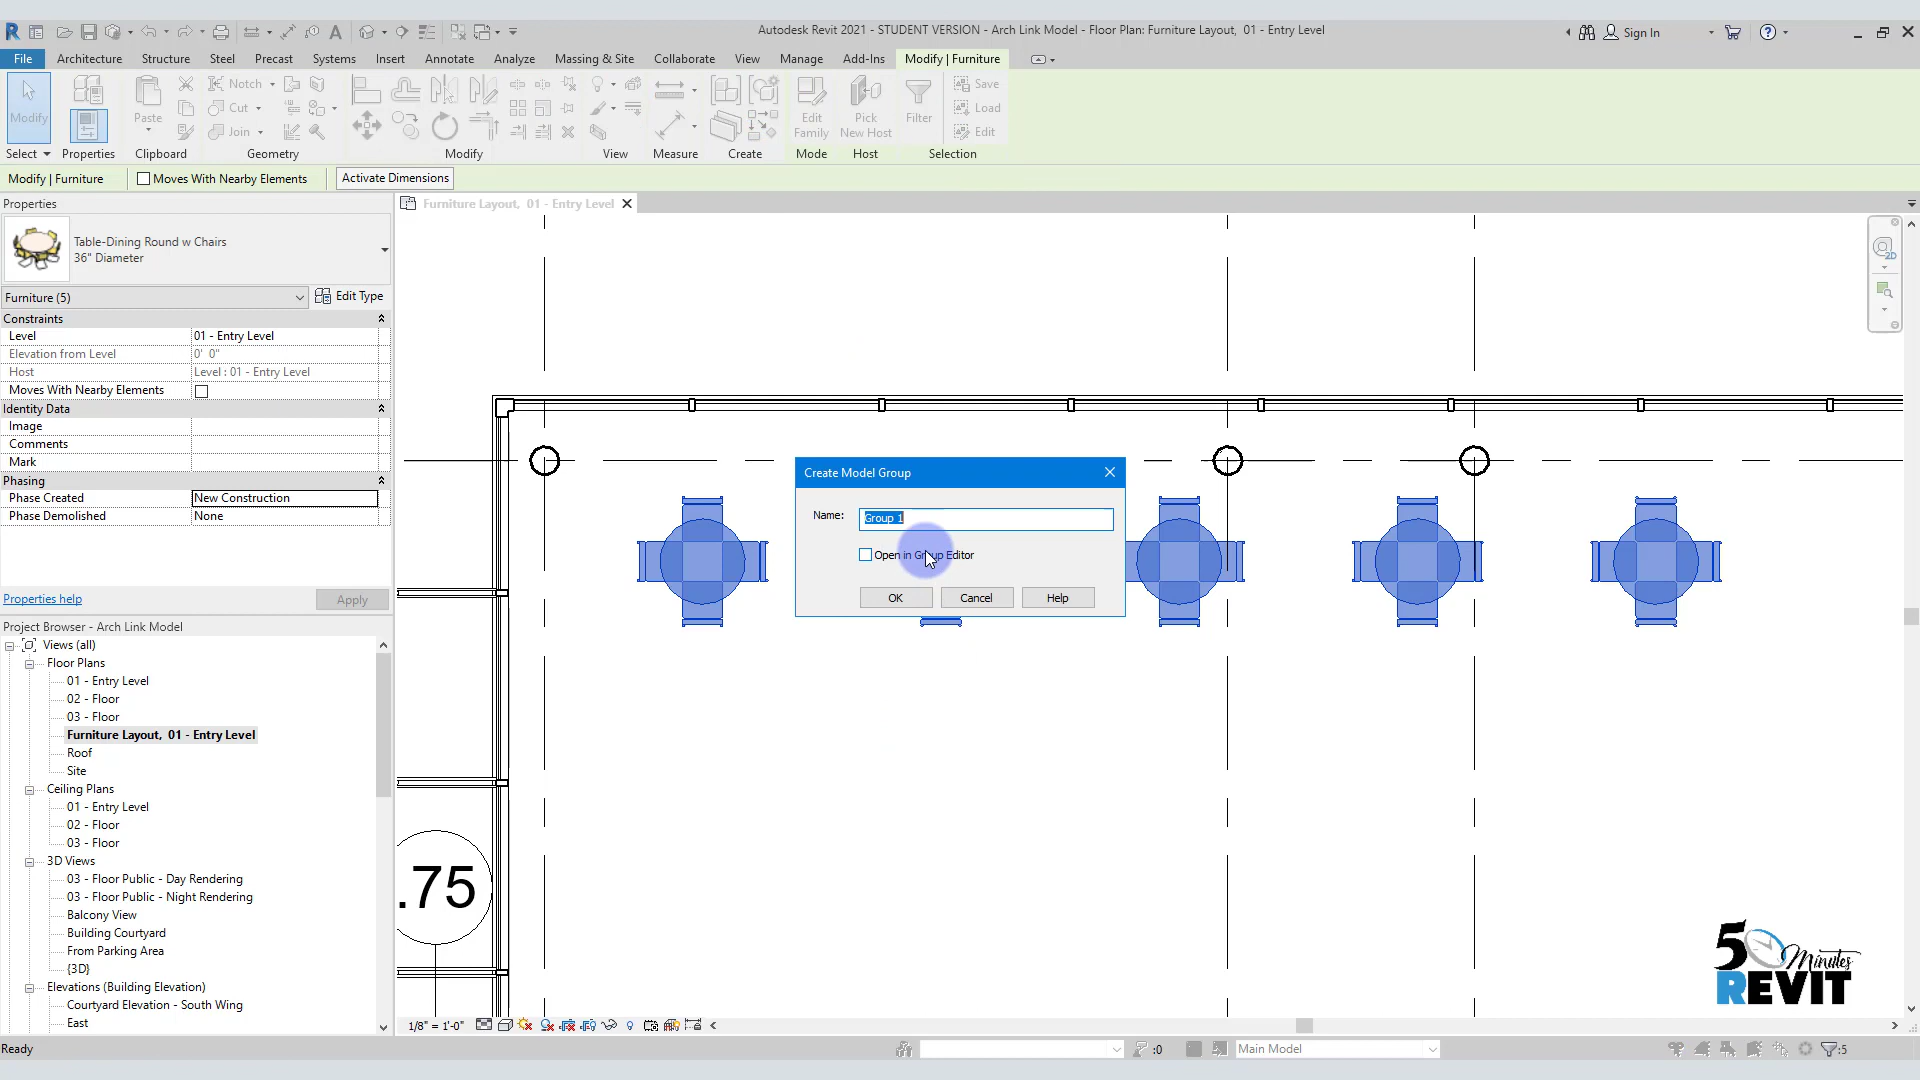 Autodesk Revit 2021 - STUDENT VERSION - Arch Link Model - Floor Plan: Furniture Layout, 01 - Entry Level
Sign In
File Architecture Structure Steel Precast Systems Insert Annotate Analyze Massing & Site Collaborate View Manage Add-Ins Modify | Furniture
Modify
Paste
Notch
Cut
Join
Edit Family
Pick New Host
Filter
Save
Load
Edit
Select Properties Clipboard Geometry Modify View Measure Create Mode Host Selection
Modify | Furniture Moves With Nearby Elements Activate Dimensions
Properties
Table-Dining Round w Chairs
36" Diameter
Furniture (5) Edit Type
Constraints
Level 01 - Entry Level
Elevation from Level 0' 0"
Host Level : 01 - Entry Level
Moves With Nearby Elements
Identity Data
Image
Comments
Mark
Phasing
Phase Created New Construction
Phase Demolished None
Properties help Apply
Project Browser - Arch Link Model
Views (all)
Floor Plans
01 - Entry Level
02 - Floor
03 - Floor
Furniture Layout, 01 - Entry Level
Roof
Site
Ceiling Plans
01 - Entry Level
02 - Floor
03 - Floor
3D Views
03 - Floor Public - Day Rendering
03 - Floor Public - Night Rendering
Balcony View
Building Courtyard
From Parking Area
{3D}
Elevations (Building Elevation)
Courtyard Elevation - South Wing
East
Furniture Layout, 01 - Entry Level
2D
Create Model Group
Name: Group 1
Open in Group Editor
OK Cancel Help
.75
5 Minutes
REVIT
1/8" = 1'-0"
Ready
:0
Main Model
:5